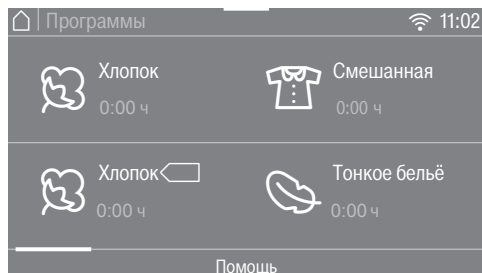 Программы 11:02
Хлопок
0:00 ч
Смешанная
0:00 ч
Хлопок
0:00 ч
Тонкое бельё
0:00 ч
Помощь